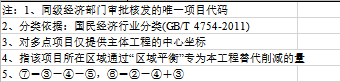 注：1、同级经济部门审批核发的唯一项目代码
2、分类依据：国民经济行业分类(GB/T 4754-2011)
3、对多点项目仅提供主体工程的中心坐标
4、指该项目所在区域通过“区域平衡”专为本工程替代削减的量
5、⑦＝③－④－⑤，⑥＝②－④＋③